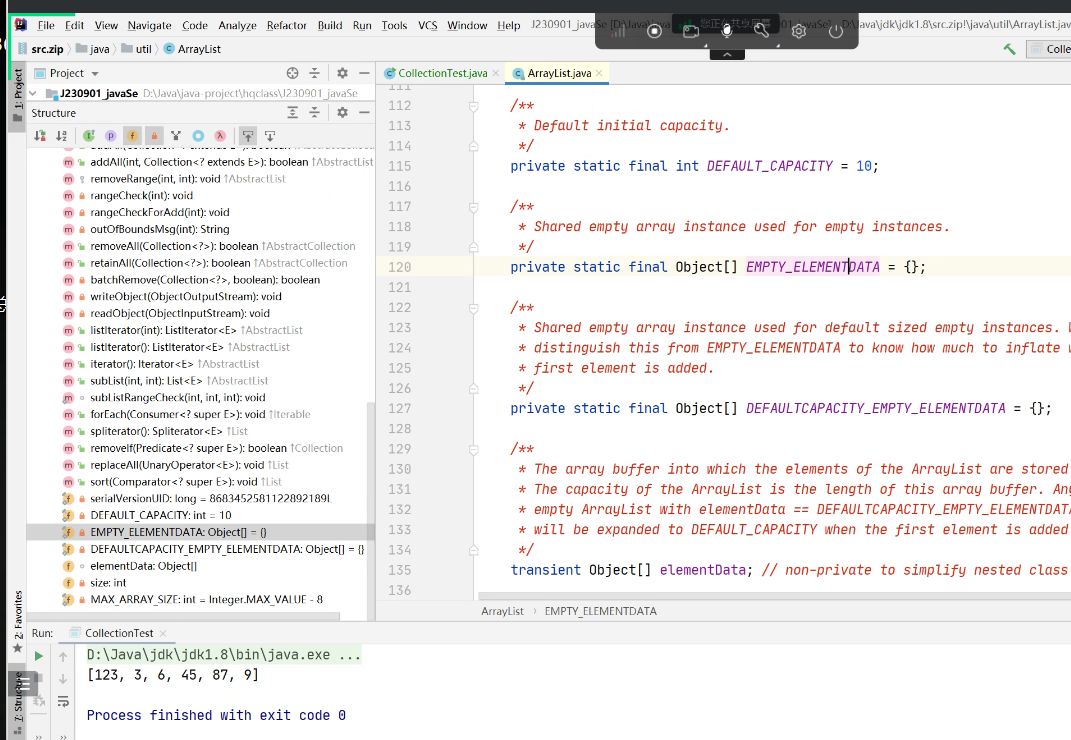 File Edit View Navigate Code Analyze Refactor Build Run Tools VCS Window Help J230901_javaSe [D:\Java\java
您正在共享屏幕
D:\Java\jdk\jdk1.8\src.zip!\java\util\ArrayList.jav
src.zip java util ArrayList
Colle
1: Project
Project
CollectionTest.java ArrayList.java
J230901_javaSe D:\Java\java-project\hqclass\J230901_javaSe
Structure
addAll(int, Collection<? extends E>): boolean ↑AbstractList
removeRange(int, int): void ↑AbstractList
rangeCheck(int): void
rangeCheckForAdd(int): void
outOfBoundsMsg(int): String
removeAll(Collection<?>): boolean ↑AbstractCollection
retainAll(Collection<?>): boolean ↑AbstractCollection
batchRemove(Collection<?>, boolean): boolean
writeObject(ObjectOutputStream): void
readObject(ObjectInputStream): void
listIterator(int): ListIterator<E> ↑AbstractList
listIterator(): ListIterator<E> ↑AbstractList
iterator(): Iterator<E> ↑AbstractList
subList(int, int): List<E> ↑AbstractList
subListRangeCheck(int, int, int): void
forEach(Consumer<? super E>): void ↑Iterable
spliterator(): Spliterator<E> ↑List
removeIf(Predicate<? super E>): boolean ↑Collection
replaceAll(UnaryOperator<E>): void ↑List
sort(Comparator<? super E>): void ↑List
serialVersionUID: long = 8683452581122892189L
DEFAULT_CAPACITY: int = 10
EMPTY_ELEMENTDATA: Object[] = {}
DEFAULTCAPACITY_EMPTY_ELEMENTDATA: Object[] = {}
elementData: Object[]
size: int
MAX_ARRAY_SIZE: int = Integer.MAX_VALUE - 8
111
112 /**
113 * Default initial capacity.
114 */
115 private static final int DEFAULT_CAPACITY = 10;
116
117 /**
118 * Shared empty array instance used for empty instances.
119 */
120 private static final Object[] EMPTY_ELEMENTDATA = {};
121
122 /**
123 * Shared empty array instance used for default sized empty instances. W
124 * distinguish this from EMPTY_ELEMENTDATA to know how much to inflate w
125 * first element is added.
126 */
127 private static final Object[] DEFAULTCAPACITY_EMPTY_ELEMENTDATA = {};
128
129 /**
130 * The array buffer into which the elements of the ArrayList are stored
131 * The capacity of the ArrayList is the length of this array buffer. Any
132 * empty ArrayList with elementData == DEFAULTCAPACITY_EMPTY_ELEMENTDATA
133 * will be expanded to DEFAULT_CAPACITY when the first element is added
134 */
135 transient Object[] elementData; // non-private to simplify nested class
136
ArrayList EMPTY_ELEMENTDATA
2: Favorites
7: Structure
Run: CollectionTest
D:\Java\jdk\jdk1.8\bin\java.exe ...
[123, 3, 6, 45, 87, 9]
Process finished with exit code 0